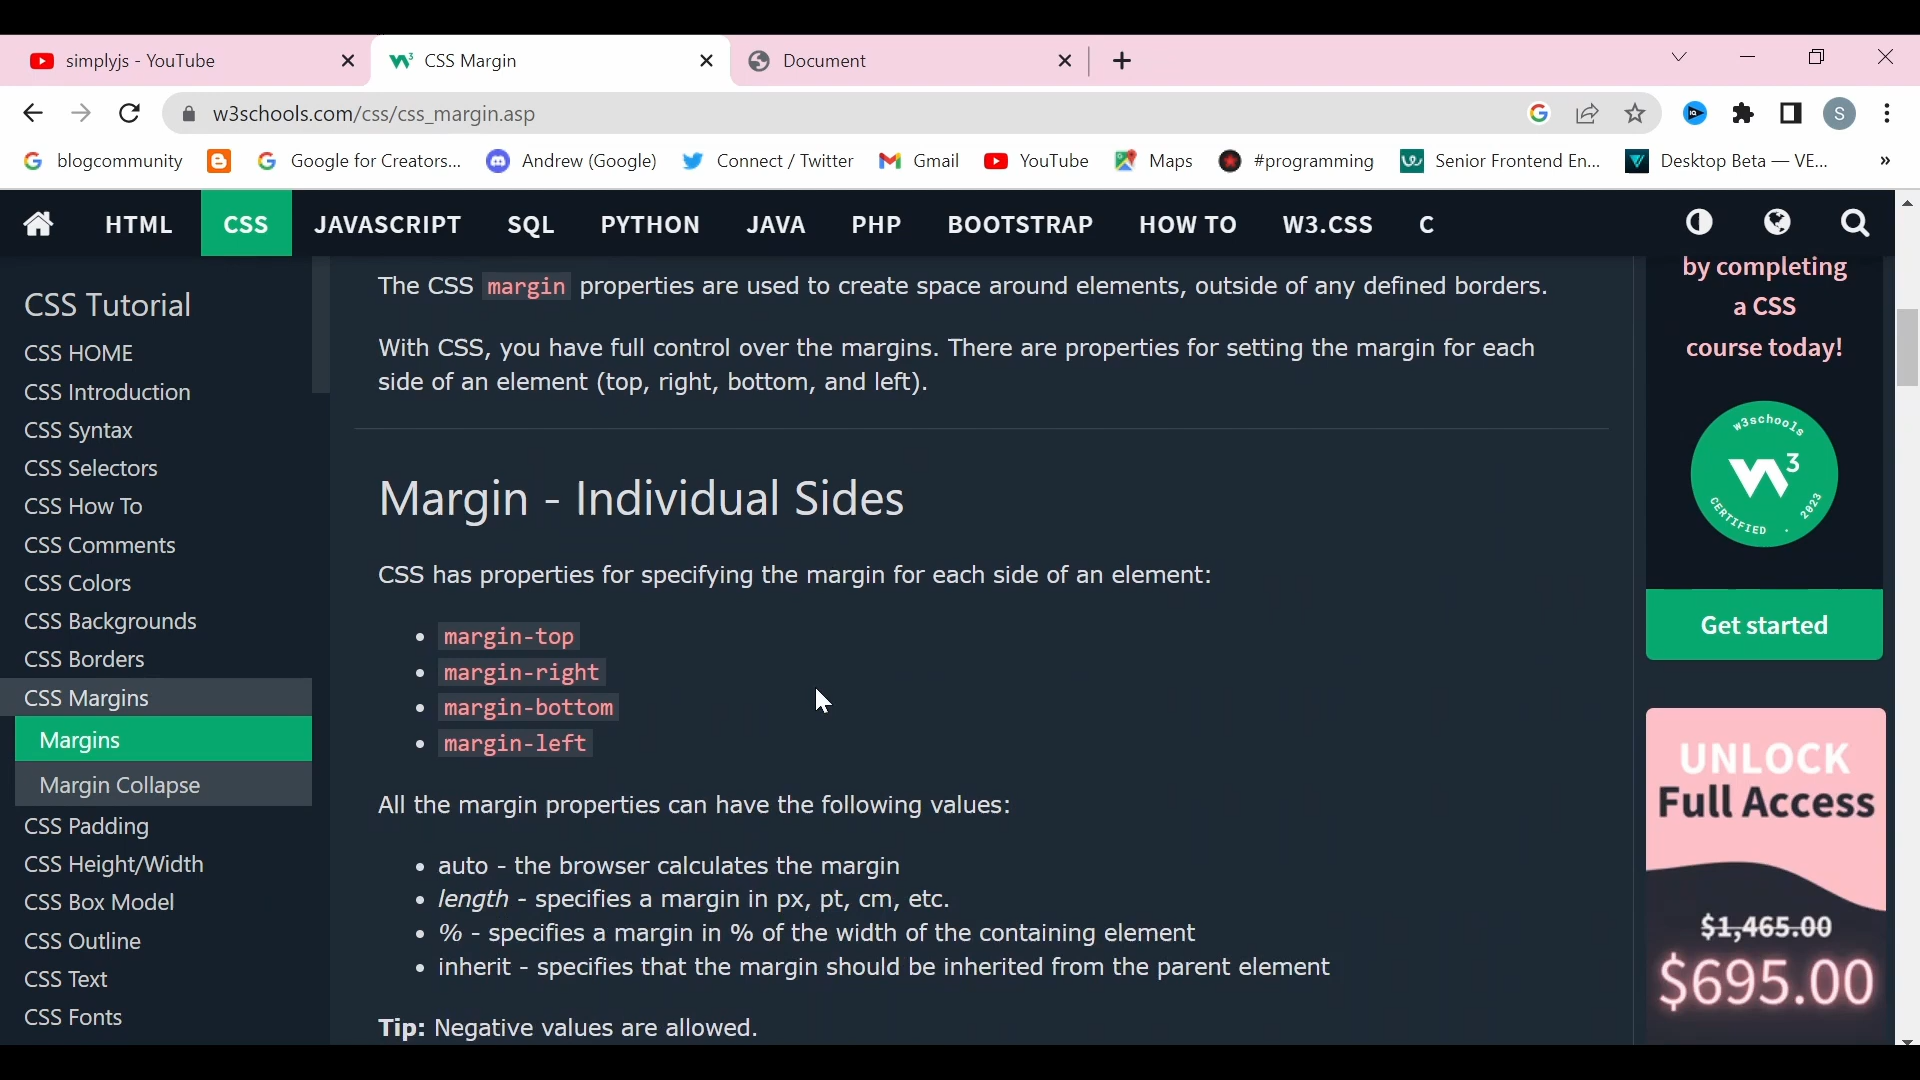 simplyjs - YouTube
CSS Margin
Document
w3schools.com/css/css_margin.asp
S
blogcommunity
Google for Creators...
Andrew (Google)
Connect / Twitter
Gmail
YouTube
Maps
#programming
Senior Frontend En...
Desktop Beta — VE...
»
HTML
CSS
JAVASCRIPT
SQL
PYTHON
JAVA
PHP
BOOTSTRAP
HOW TO
W3.CSS
C
CSS Tutorial
CSS HOME
CSS Introduction
CSS Syntax
CSS Selectors
CSS How To
CSS Comments
CSS Colors
CSS Backgrounds
CSS Borders
CSS Margins
Margins
Margin Collapse
CSS Padding
CSS Height/Width
CSS Box Model
CSS Outline
CSS Text
CSS Fonts
The CSS margin properties are used to create space around elements, outside of any defined borders.
With CSS, you have full control over the margins. There are properties for setting the margin for each
side of an element (top, right, bottom, and left).
Margin - Individual Sides
CSS has properties for specifying the margin for each side of an element:
• margin-top
• margin-right
• margin-bottom
• margin-left
All the margin properties can have the following values:
• auto - the browser calculates the margin
• length - specifies a margin in px, pt, cm, etc.
• % - specifies a margin in % of the width of the containing element
• inherit - specifies that the margin should be inherited from the parent element
Tip: Negative values are allowed.
by completing
a CSS
course today!
w3schools
W3
CERTIFIED . 2023
Get started
UNLOCK
Full Access
$1,465.00
$695.00